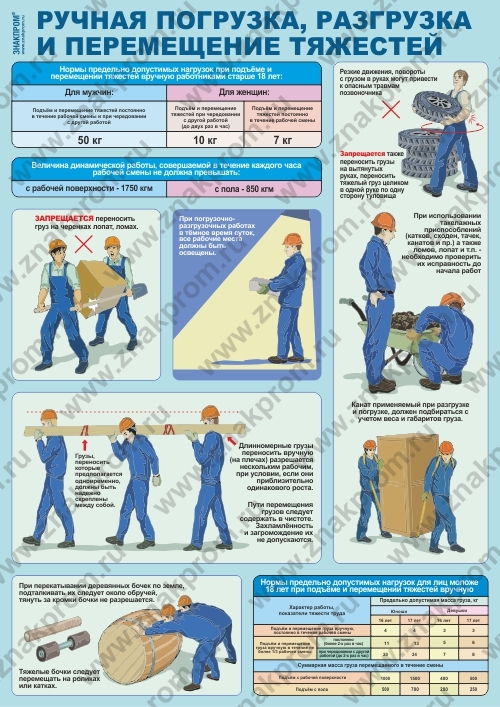 ЗНАКПРОМ
www.znakprom.ru
РУЧНАЯ ПОГРУЗКА, РАЗГРУЗКА
И ПЕРЕМЕЩЕНИЕ ТЯЖЕСТЕЙ
Нормы предельно допустимых нагрузок при подъёме и
перемещении тяжестей вручную работниками старше 18 лет:
Для мужчин:
Для женщин:
Подъём и перемещение тяжестей постоянно
в течение рабочей смены и при чередовании
с другой работой
Подъём и перемещение
тяжестей при чередовании
с другой работой
(до двух раз в час)
Подъём и перемещение
тяжестей постоянно
в течение рабочей смены
50 кг
10 кг
7 кг
Величина динамической работы, совершаемой в течение каждого часа
рабочей смены не должна превышать:
с рабочей поверхности - 1750 кгм
с пола - 850 кгм
Резкие движения, повороты
с грузом в руках могут привести
к опасным травмам
позвоночника
Запрещается также
переносить грузы
на вытянутых
руках, переносить
тяжелый груз целиком
в одной руке по одну
сторону туловища
ЗАПРЕЩАЕТСЯ переносить
груз на черенках лопат, ломах.
При погрузочно-
разгрузочных работах
в тёмное время суток,
все рабочие места
должны быть
освещены.
При использовании
такелажных
приспособлений
(катков, сходен, тачек,
канатов и пр.) а также
ломов, лопат и т.п. -
необходимо проверить
их исправность до
начала работ
Грузы,
переносить
которые
предполагается
одновременно,
должны быть
надежно
скреплены
между собой.
Длинномерные грузы
переносить вручную
(на плечах) разрешается
нескольким рабочим,
при условии, если они
приблизительно
одинакового роста.
Пути перемещения
грузов следует
содержать в чистоте.
Захламлённость
и загромождение их
не допускаются.
Канат применяемый при разгрузке
и погрузке, должен подбираться с
учетом веса и габаритов груза.
При перекатывании деревянных бочек по земле,
подталкивать их следует около обручей,
тянуть за кромки бочки не разрешается.
Тяжелые бочки следует
перемещать на роликах
или катках.
Нормы предельно допустимых нагрузок для лиц моложе
18 лет при подъёме и перемещении тяжестей вручную
Характер работы,
показатели тяжести труда
Предельно допустимая масса груза, кг
Юноши
Девушки
16 лет
17 лет
16 лет
17 лет
Подъём и перемещение груза вручную,
постоянно в течение рабочей смены
4
4
3
Подъём и перемещение
груза вручную в течение не
более 1/3 рабочей смены
постоянно
(более 2-х раз в час)
11
13
при чередовании с другой
работой (до 2-х раз в час)
24
7
8
Суммарная масса груза перемещаемого в течение смены
Подъём с рабочей поверхности
1000
1500
400
500
Подъём с пола
500
700
200
250